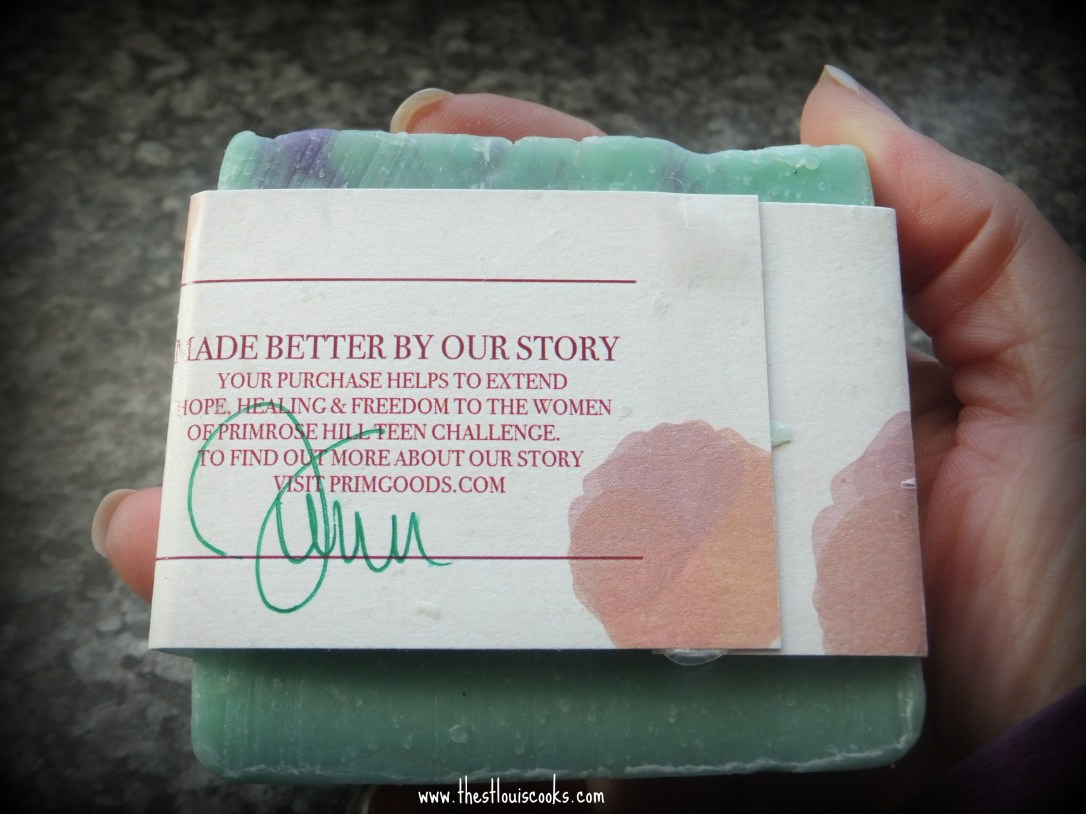 MADE BETTER BY OUR STORY
YOUR PURCHASE HELPS TO EXTEND
HOPE, HEALING & FREEDOM TO THE WOMEN
OF PRIMROSE HILL TEEN CHALLENGE.
TO FIND OUT MORE ABOUT OUR STORY
VISIT PRIMGOODS.COM
www.thestlouiscooks.com